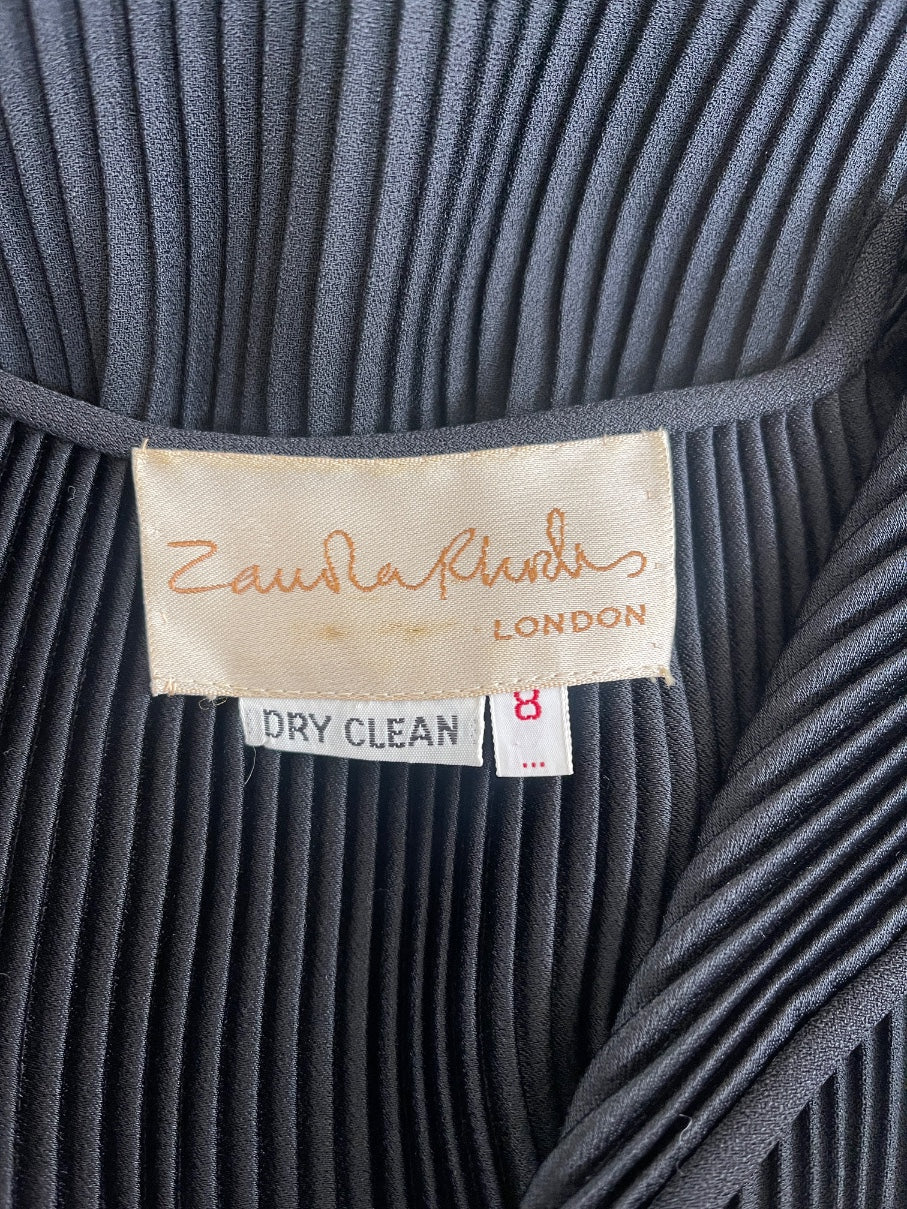 Zandra Rhodes
LONDON
DRY CLEAN
8
...